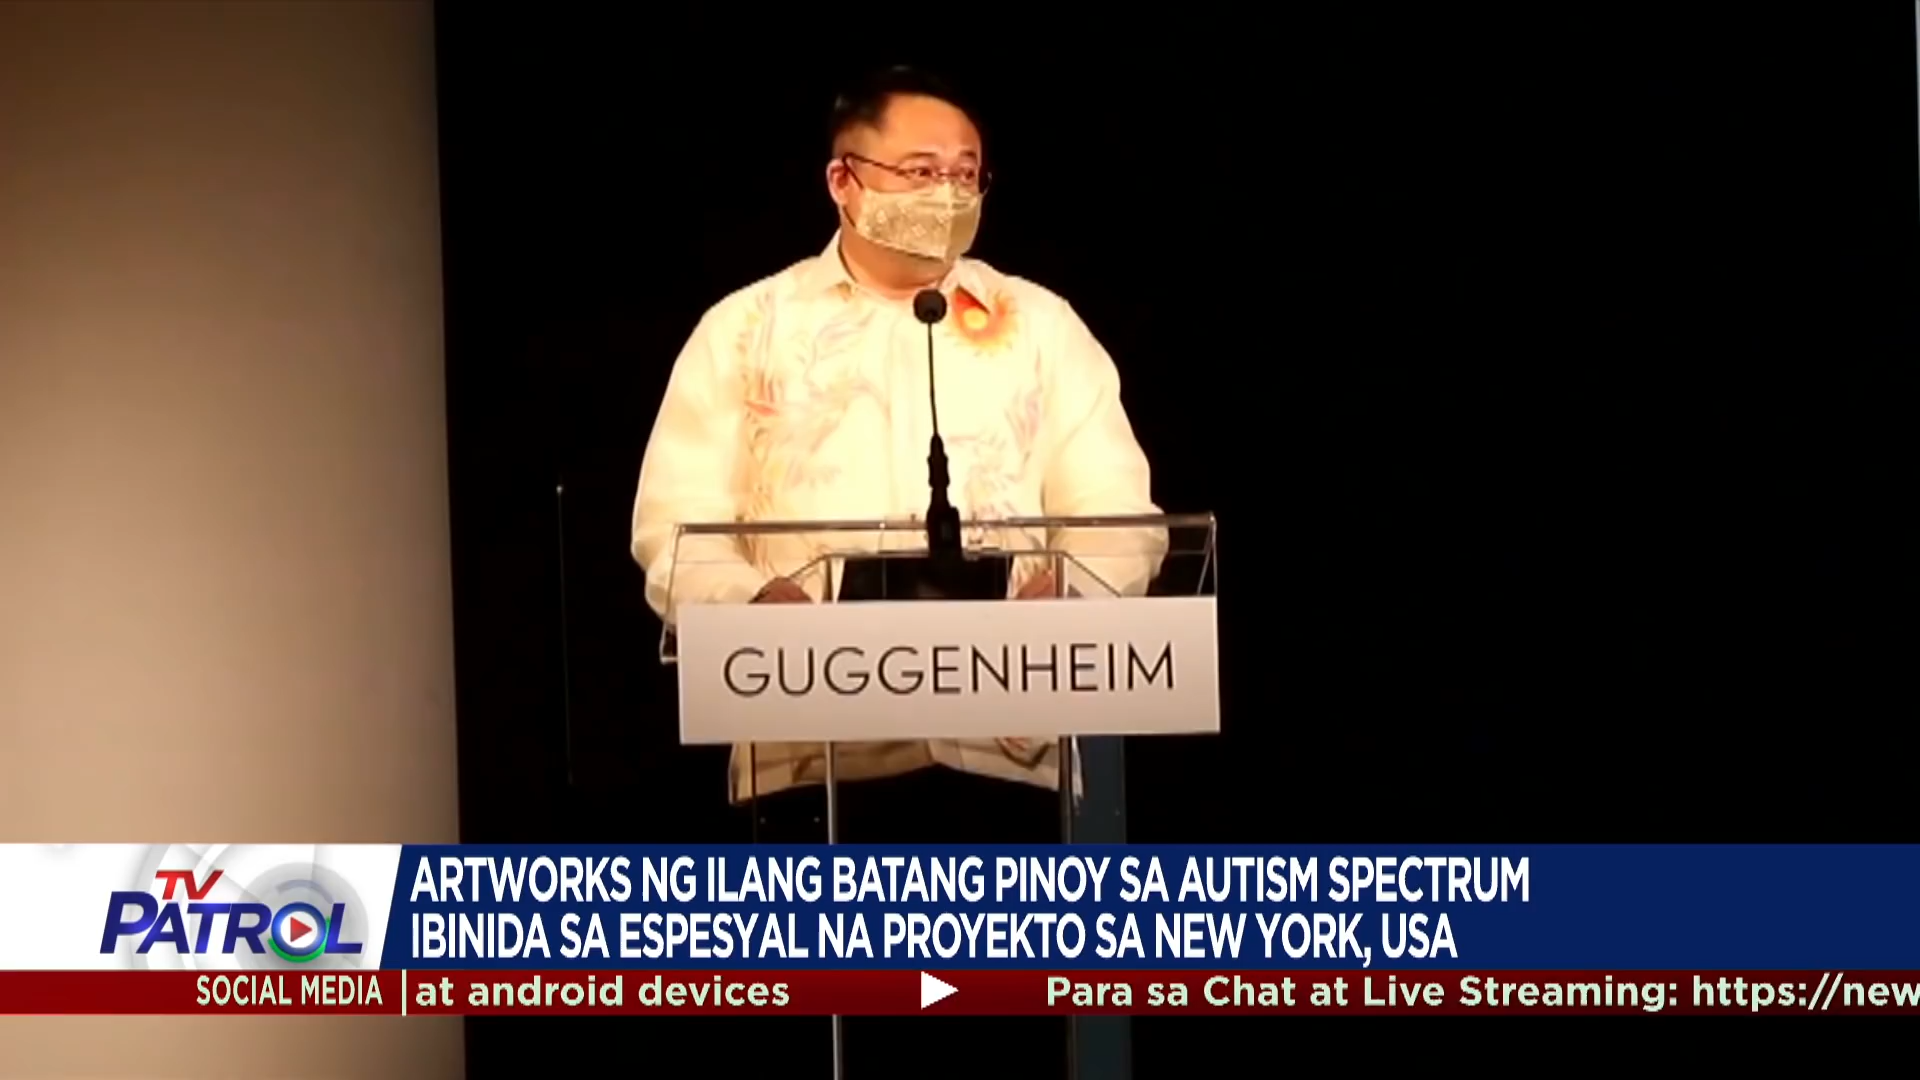 GUGGENHEIM
TV PATROL
ARTWORKS NG ILANG BATANG PINOY SA AUTISM SPECTRUM
IBINIDA SA ESPESYAL NA PROYEKTO SA NEW YORK, USA
SOCIAL MEDIA
at android devices
Para sa Chat at Live Streaming: https://new